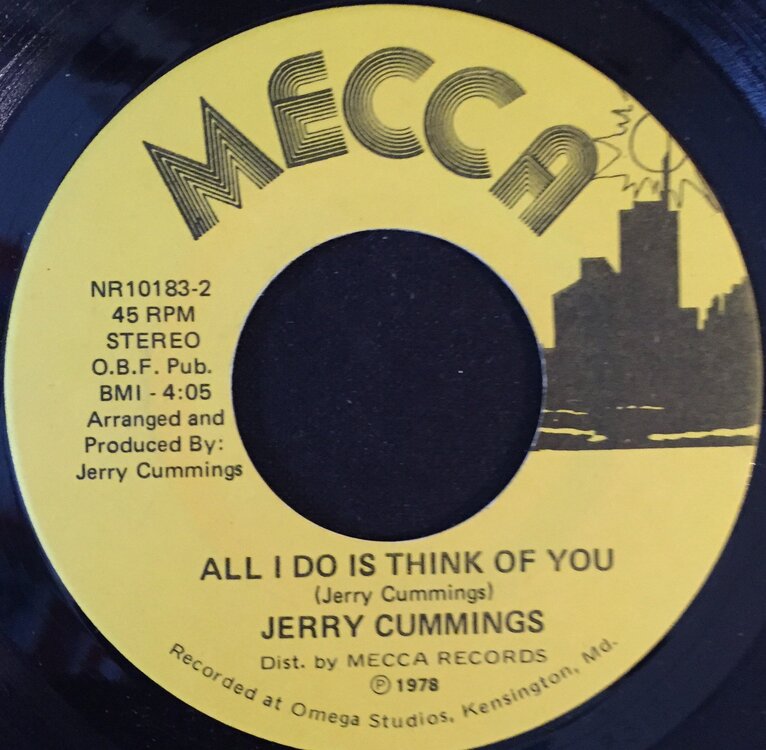 MECCA
NR10183-2
45 RPM
STEREO
O.B.F. Pub.
BMI - 4:05
Arranged and
Produced By:
Jerry Cummings
ALL I DO IS THINK OF YOU
(Jerry Cummings)
JERRY CUMMINGS
Dist. by MECCA RECORDS
Ⓟ 1978
Recorded at Omega Studios, Kensington, Md.